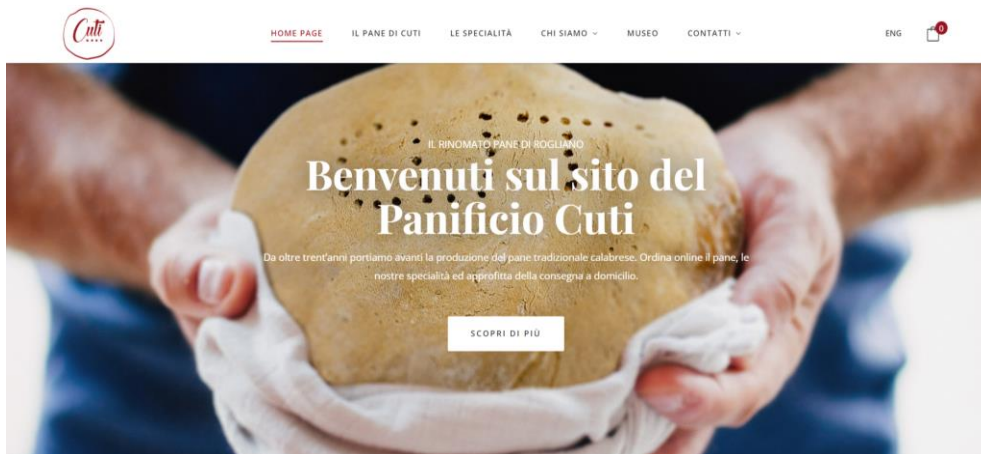 Cuti
HOME PAGE
IL PANE DI CUTI
LE SPECIALITÀ
CHI SIAMO
MUSEO
CONTATTI
ENG
0
IL RINOMATO PANE DI ROGLIANO
Benvenuti sul sito del
Panificio Cuti
Da oltre trent'anni portiamo avanti la produzione del pane tradizionale calabrese. Ordina online il pane, le
nostre specialità ed approfitta della consegna a domicilio.
SCOPRI DI PIÙ